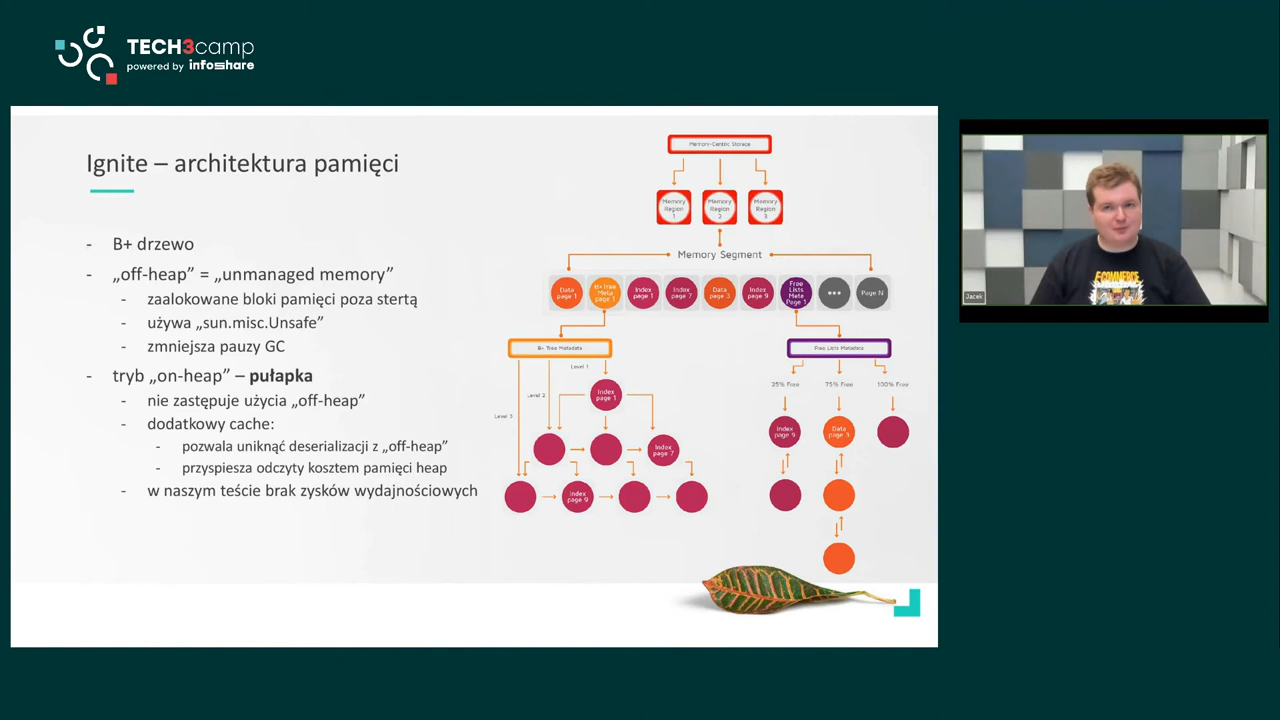 TECH3camp
powered by infoshare
Ignite – architektura pamięci
- B+ drzewo
- „off-heap” = „unmanaged memory”
- zaalokowane bloki pamięci poza stertą
- używa „sun.misc.Unsafe”
- zmniejsza pauzy GC
- tryb „on-heap” – pułapka
- nie zastępuje użycia „off-heap”
- dodatkowy cache:
- pozwala uniknąć deserializacji z „off-heap”
- przyspiesza odczyty kosztem pamięci heap
- w naszym teście brak zysków wydajnościowych
Memory-Centric Storage
Memory Region 1
Memory Region 2
Memory Region 3
Memory Segment
Data page 1
B+Tree Meta page 1
Index page 1
Index page 7
Data page 3
Index page 9
Free Lists Meta Page 1
•••
Page N
B+ Tree Metadata
Level 1
Level 2
Level 3
Index page 1
Index page 7
Index page 9
Free Lists Metadata
25% Free
75% Free
100% Free
Index page 9
Data page 3
Jacek
E-COMMERCE